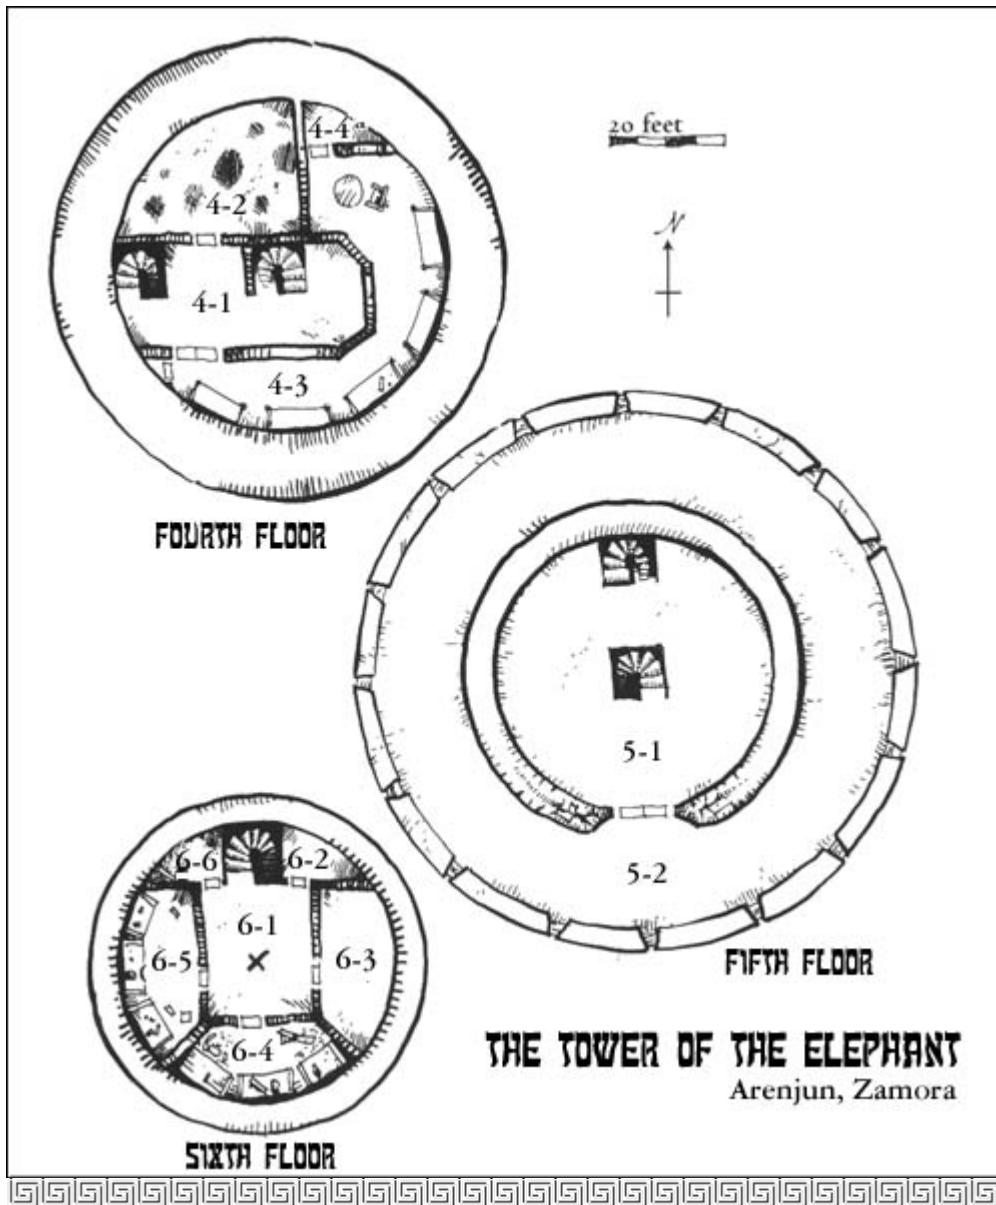 4-4
20 feet
4-2
N
4-1
4-3
FOURTH FLOOR
5-1
5-2
6-6
6-2
6-1
6-5
6-3
6-4
FIFTH FLOOR
THE TOWER OF THE ELEPHANT
Arenjun, Zamora
SIXTH FLOOR